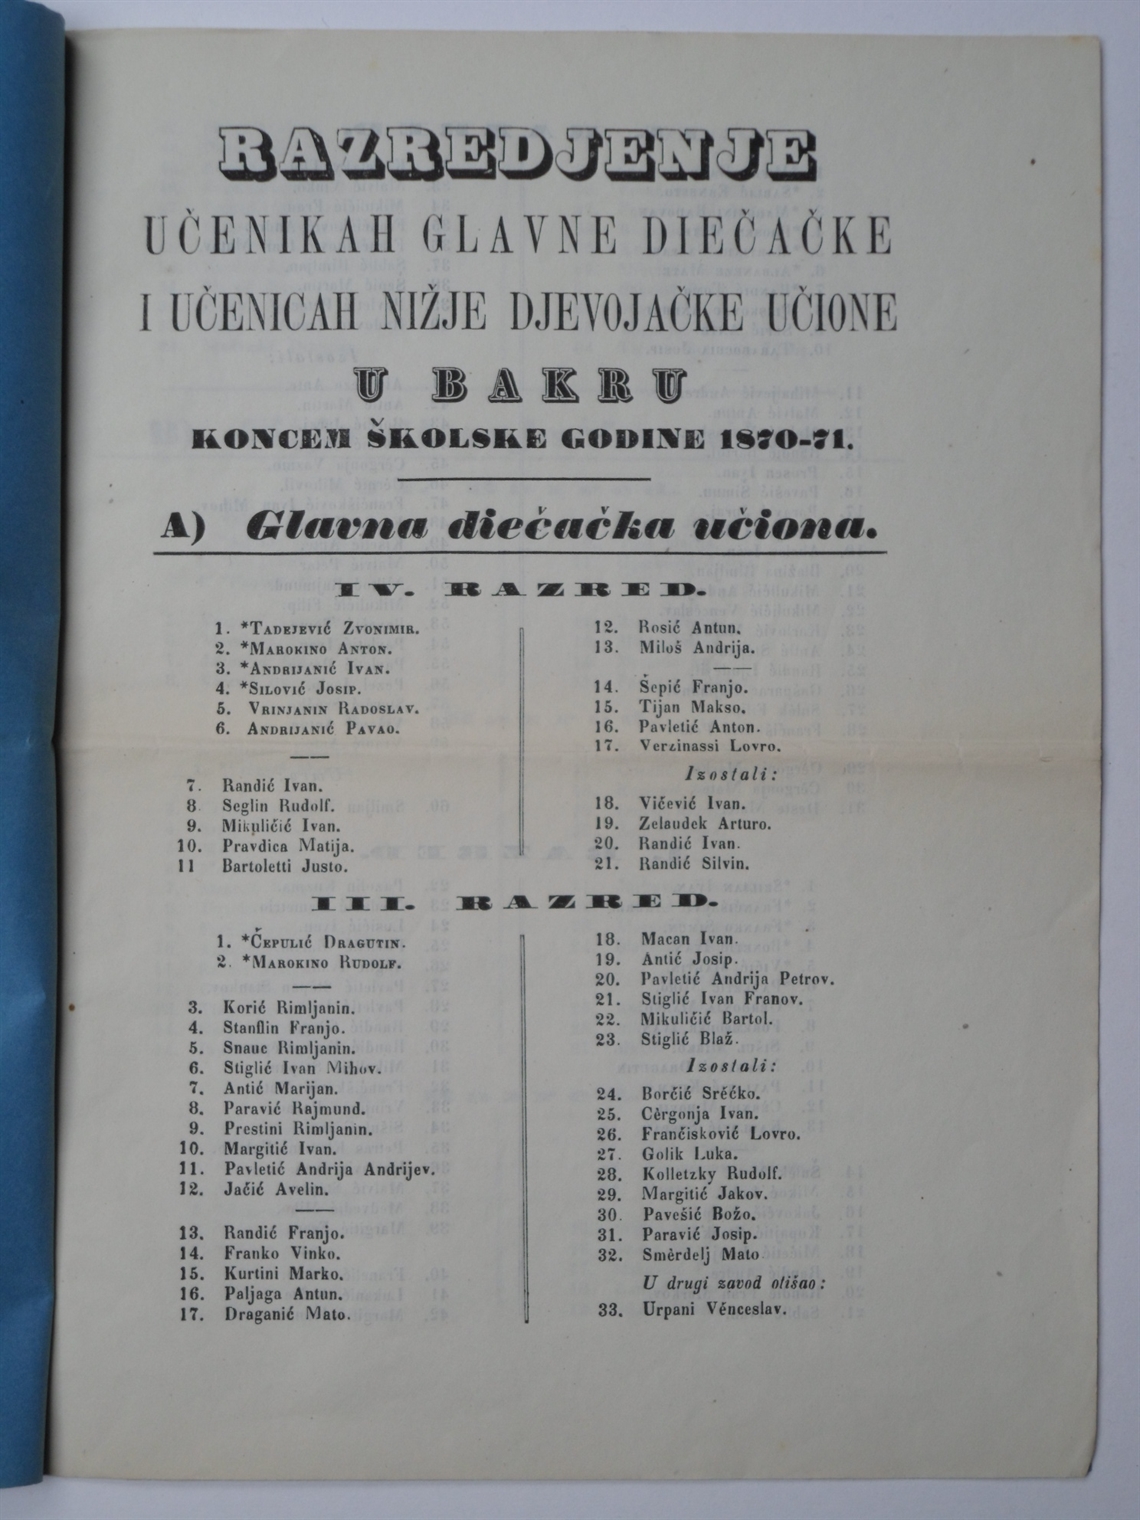 RAZREDJENJE
UČENIKAH GLAVNE DIEČAČKE
I UČENICAH NIŽJE DJEVOJAČKE UČIONE
U BAKRU
KONCEM ŠKOLSKE GODINE 1870-71.
A) Glavna diečačka učiona.
IV. RAZRED.
1. *TADEJEVIĆ ZVONIMIR.
2. *MAROKINO ANTON.
3. *ANDRIJANIĆ IVAN.
4. *SILOVIĆ JOSIP.
5. VRINJANIN RADOSLAV.
6. ANDRIJANIĆ PAVAO.
7. Randić Ivan.
8. Seglin Rudolf.
9. Mikuličić Ivan.
10. Pravdica Matija.
11 Bartoletti Justo.
12. Rosić Antun.
13. Miloš Andrija.
14. Šepić Franjo.
15. Tijan Makso.
16. Pavletić Anton.
17. Verzinassi Lovro.
Izostali:
18. Vićević Ivan.
19. Zelaudek Arturo.
20. Randić Ivan.
21. Randić Silvin.
III. RAZRED.
1. *ČEPULIĆ DRAGUTIN.
2. *MAROKINO RUDOLF.
3. Korić Rimljanin.
4. Stanflin Franjo.
5. Snauc Rimljanin.
6. Stiglić Ivan Mihov.
7. Antić Marijan.
8. Paravić Rajmund.
9. Prestini Rimljanin.
10. Margitić Ivan.
11. Pavletić Andrija Andrijev.
12. Jačić Avelin.
13. Randić Franjo.
14. Franko Vinko.
15. Kurtini Marko.
16. Paljaga Antun.
17. Draganić Mato.
18. Macan Ivan.
19. Antić Josip.
20. Pavletić Andrija Petrov.
21. Stiglić Ivan Franov.
22. Mikuličić Bartol.
23. Stiglić Blaž.
Izostali:
24. Borčić Srěćko.
25. Cěrgonja Ivan.
26. Frančisković Lovro.
27. Golik Luka.
28. Kolletzky Rudolf.
29. Margitić Jakov.
30. Pavešić Božo.
31. Paravić Josip.
32. Směrdelj Mato
U drugi zavod otišao:
33. Urpani Věnceslav.